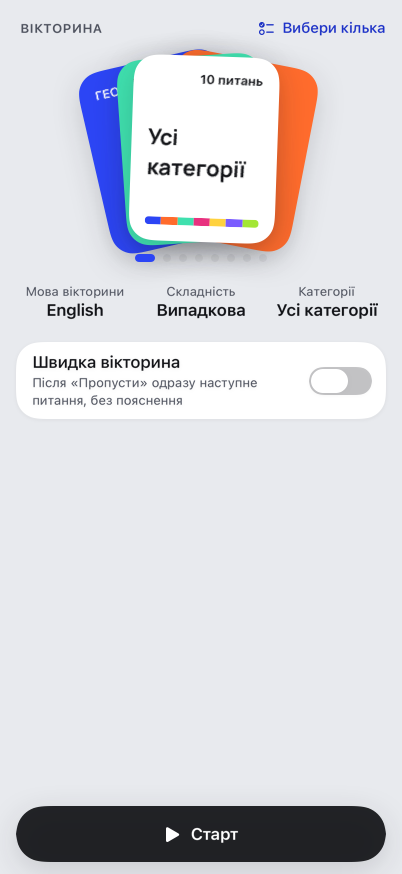 ВІКТОРИНА
Вибери кілька
ГЕО
10 питань
Усі
категорії
Мова вікторини
English
Складність
Випадкова
Категорії
Усі категорії
Швидка вікторина
Після «Пропусти» одразу наступне
питання, без пояснення
Старт